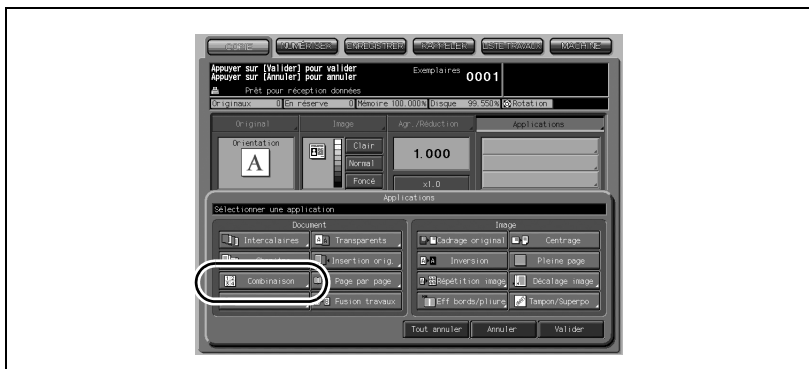 COPIE NUMÉRISER ENREGISTRER RAPPELER LISTE TRAVAUX MACHINE
Appuyer sur [Valider] pour valider
Appuyer sur [Annuler] pour annuler
Exemplaires 0001
Prêt pour réception données
Originaux 0 En réserve 0 Mémoire 100.000% Disque 99.550% Rotation
Original Image Agr./Réduction Applications
Orientation
A
Clair
Normal
Foncé
1.000
x1.0
Applications
Sélectionner une application
Document Image
Intercalaires Transparents Cadrage original Centrage
Insertion orig. Inversion Pleine page
Combinaison Page par page Répétition image Décalage image
Fusion travaux Eff bords/pliure Tampon/Superpo
Tout annuler Annuler Valider